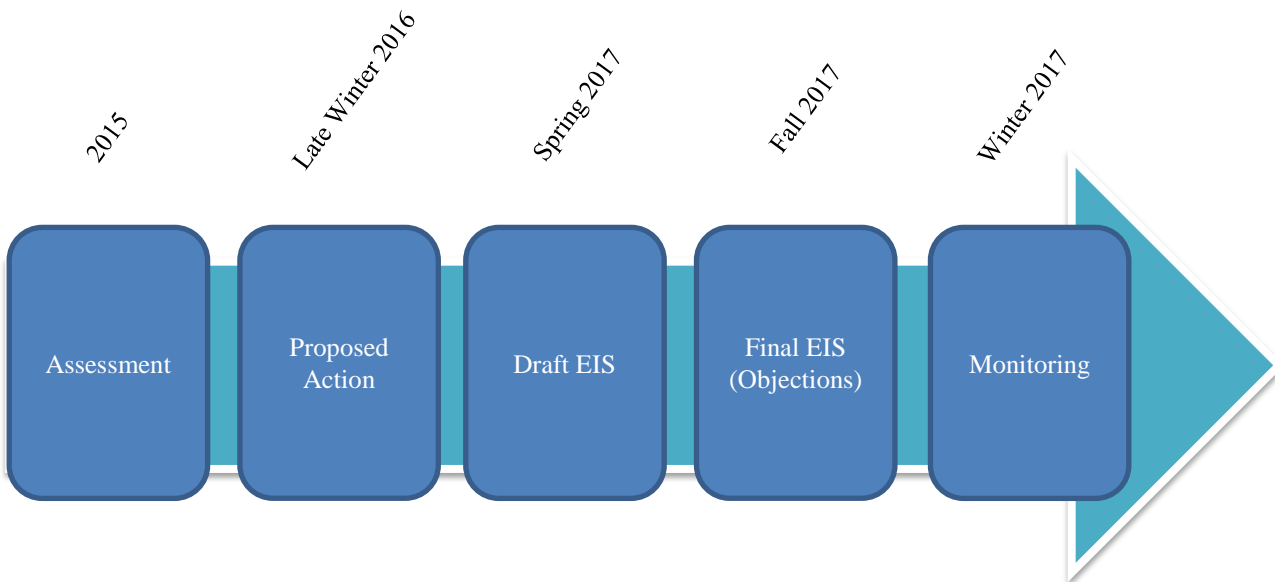 2015
Late Winter 2016
Spring 2017
Fall 2017
Winter 2017
Assessment
Proposed
Action
Draft EIS
Final EIS
(Objections)
Monitoring